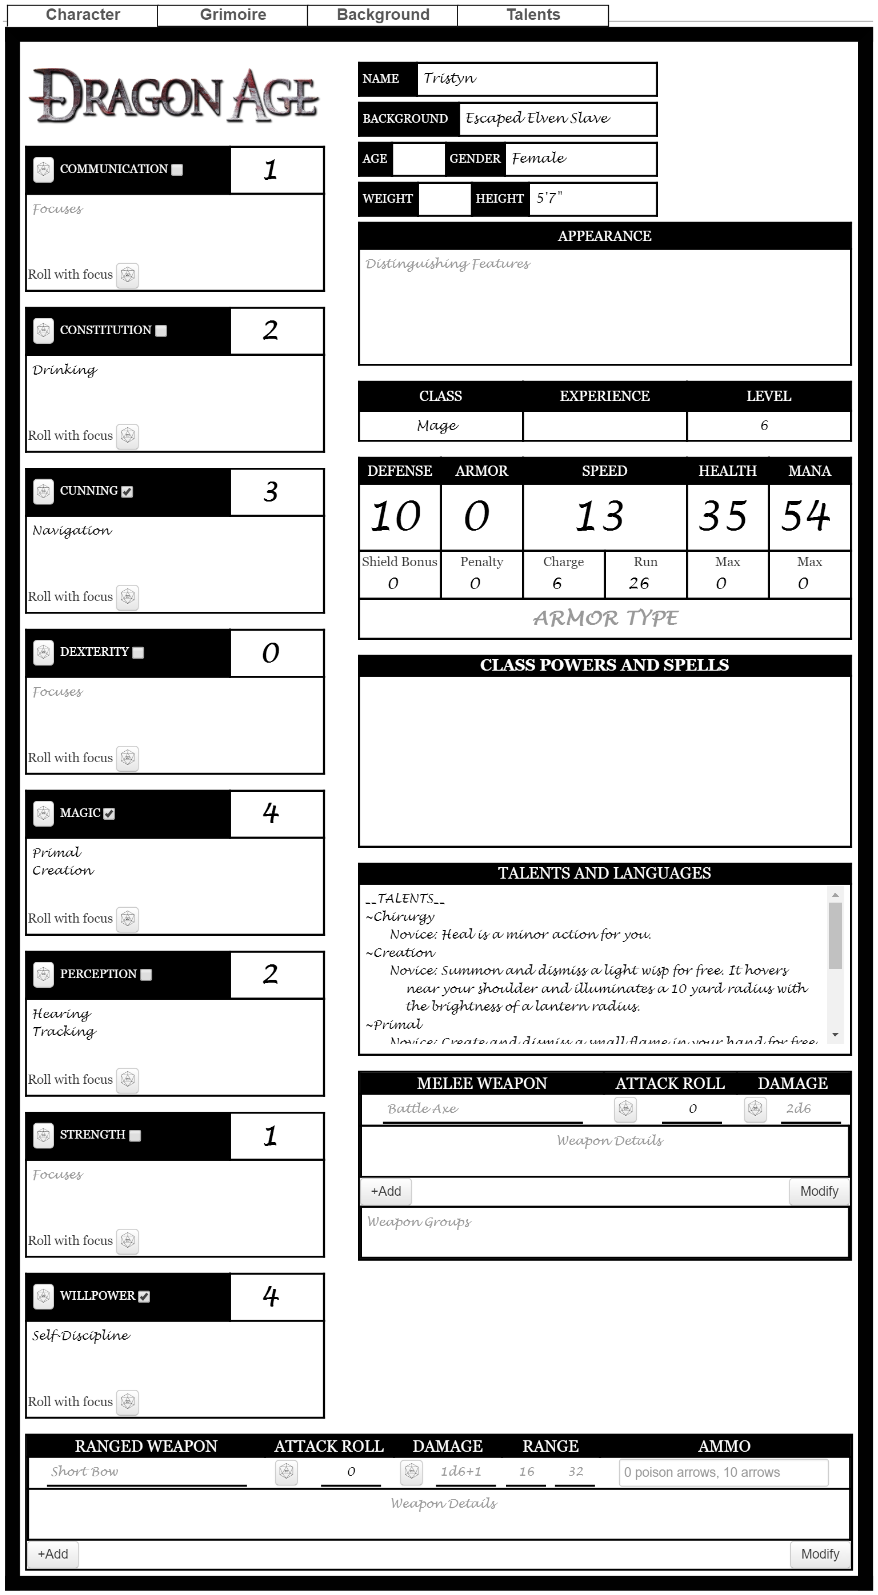 Character Grimoire Background Talents
DRAGON AGE
NAME Tristyn
BACKGROUND Escaped Elven Slave
AGE GENDER Female
WEIGHT HEIGHT 5'7"
APPEARANCE
Distinguishing Features
COMMUNICATION 1
Focuses
Roll with focus
CONSTITUTION 2
Drinking
Roll with focus
CUNNING 3
Navigation
Roll with focus
DEXTERITY 0
Focuses
Roll with focus
MAGIC 4
Primal
Creation
Roll with focus
PERCEPTION 2
Hearing
Tracking
Roll with focus
STRENGTH 1
Focuses
Roll with focus
WILLPOWER 4
Self-Discipline
Roll with focus
CLASS EXPERIENCE LEVEL
Mage 6
DEFENSE ARMOR SPEED HEALTH MANA
10 0 13 35 54
Shield Bonus Penalty Charge Run Max Max
0 0 6 26 0 0
ARMOR TYPE
CLASS POWERS AND SPELLS
TALENTS AND LANGUAGES
__TALENTS__
~Chirurgy
Novice: Heal is a minor action for you.
~Creation
Novice: Summon and dismiss a light wisp for free. It hovers
near your shoulder and illuminates a 10 yard radius with
the brightness of a lantern radius.
~Primal
Novice: Create and dismiss a small flame in your hand for free.
MELEE WEAPON ATTACK ROLL DAMAGE
Battle Axe 0 2d6
Weapon Details
+Add Modify
Weapon Groups
RANGED WEAPON ATTACK ROLL DAMAGE RANGE AMMO
Short Bow 0 1d6+1 16 32 0 poison arrows, 10 arrows
Weapon Details
+Add Modify